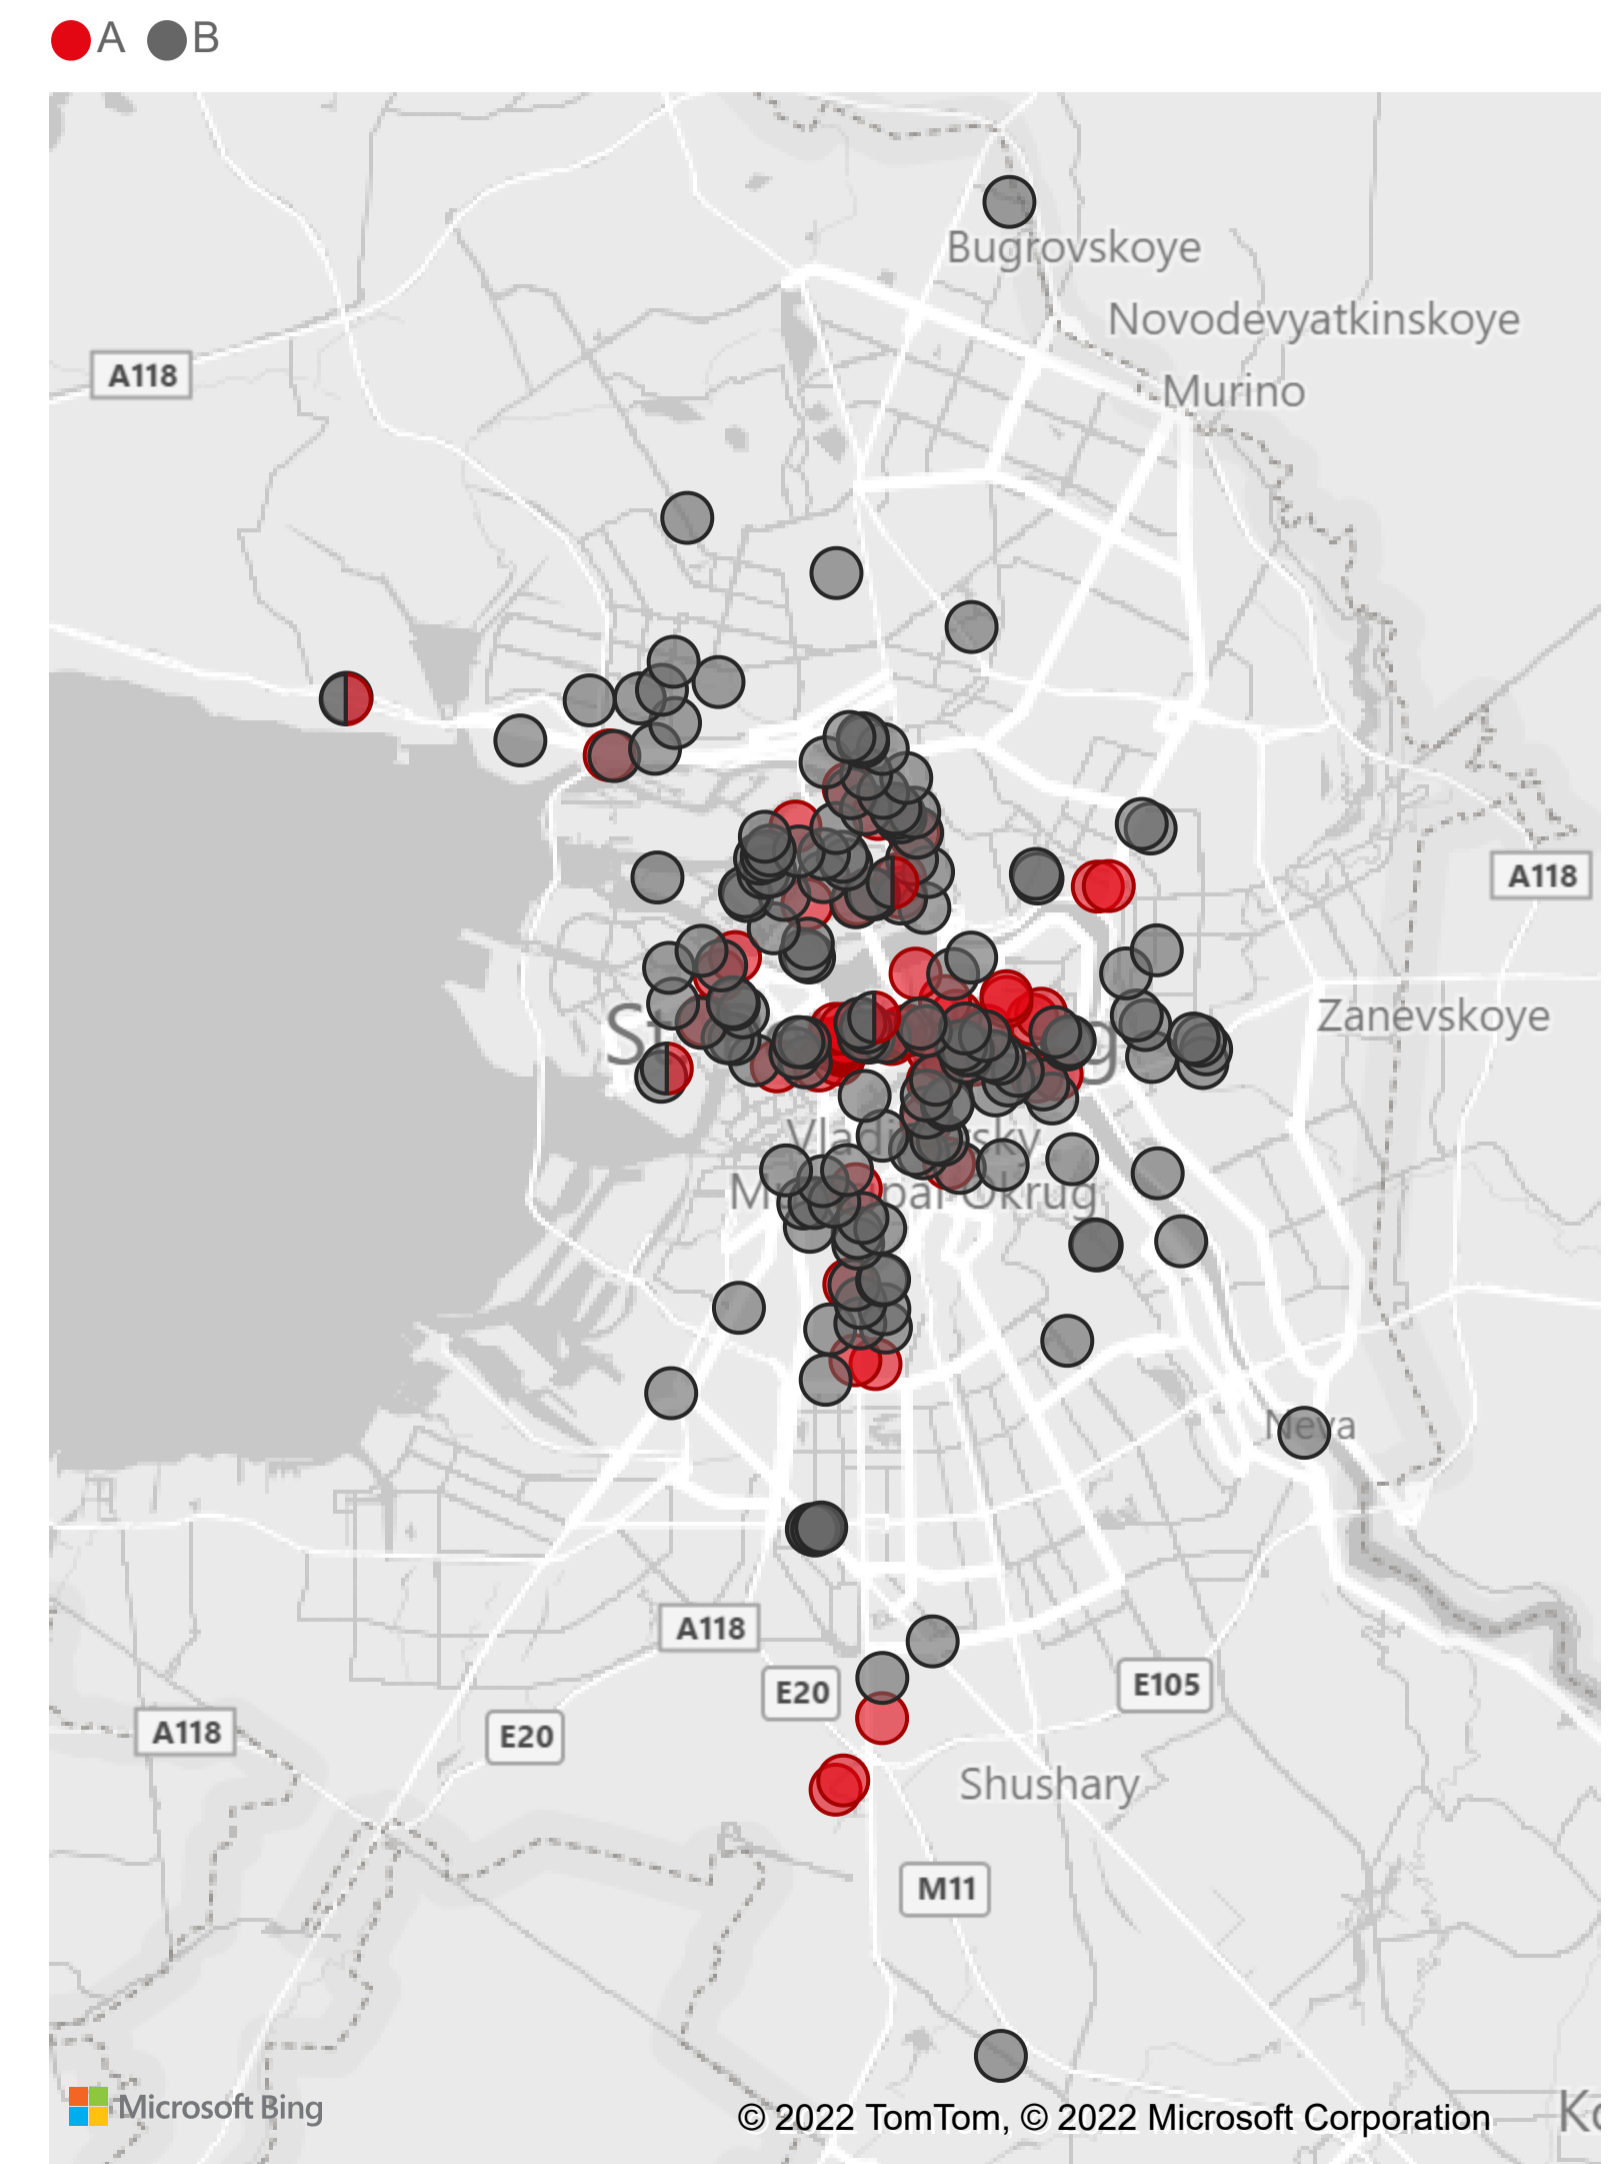 A B
Bugrovskoye
Novodevyatkinskoye
A118
Murino
A118
Zanevskoye
Neva
A118
E20
E105
A118
E20
Shushary
M11
Microsoft Bing
© 2022 TomTom, © 2022 Microsoft Corporation